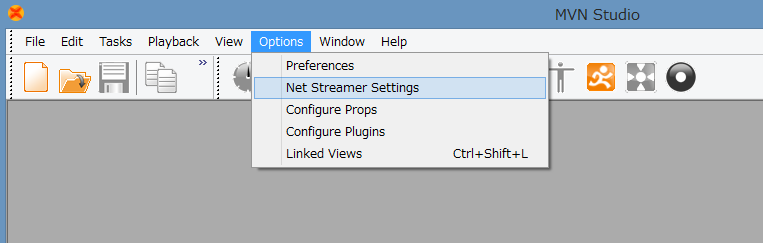 MVN Studio
File Edit Tasks Playback View Options Window Help
Preferences
Net Streamer Settings
Configure Props
Configure Plugins
Linked Views Ctrl+Shift+L